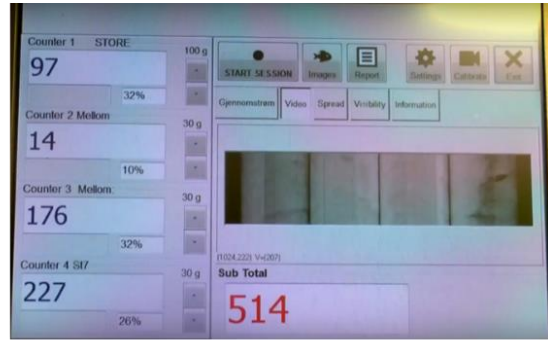 Counter 1 STORE
100 g
97
32%
Counter 2 Mellom
30 g
14
10%
Counter 3 Mellom
30 g
176
32%
Counter 4 St7
30 g
227
26%
START SESSION
Images
Report
Settings
Calibrate
Exit
Gjennomstrøm
Video
Spread
Visibility
Information
(1024,222) V=(207)
Sub Total
514